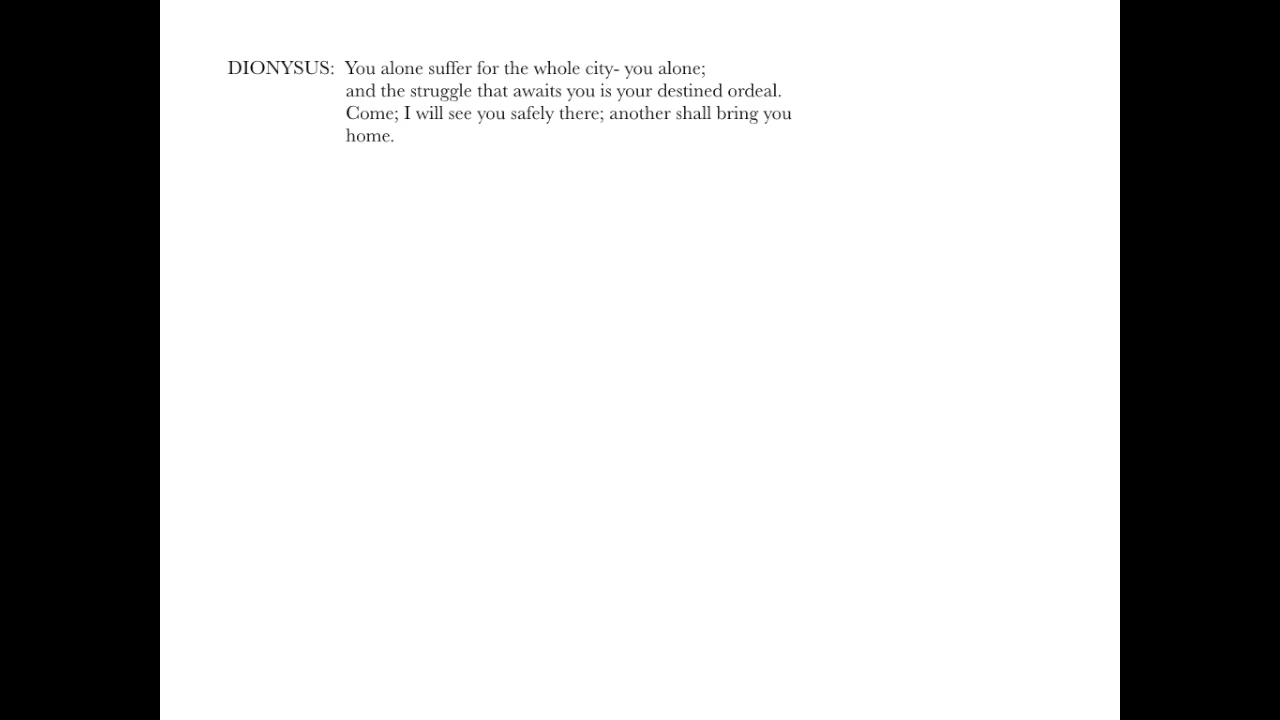 DIONYSUS: You alone suffer for the whole city- you alone;
and the struggle that awaits you is your destined ordeal.
Come; I will see you safely there; another shall bring you
home.